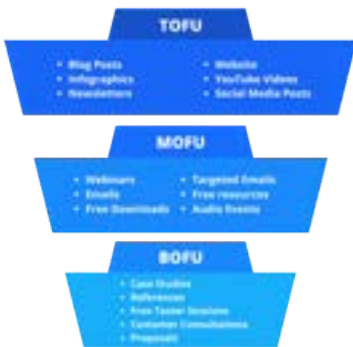 TOFU
Blog Posts
Infographics
Newsletters
Website
YouTube Videos
Social Media Posts
MOFU
Webinars
Emails
Free Downloads
Targeted Emails
Free resources
Audio Events
BOFU
Case Studies
References
Free Taster Sessions
Customer Consultations
Proposals